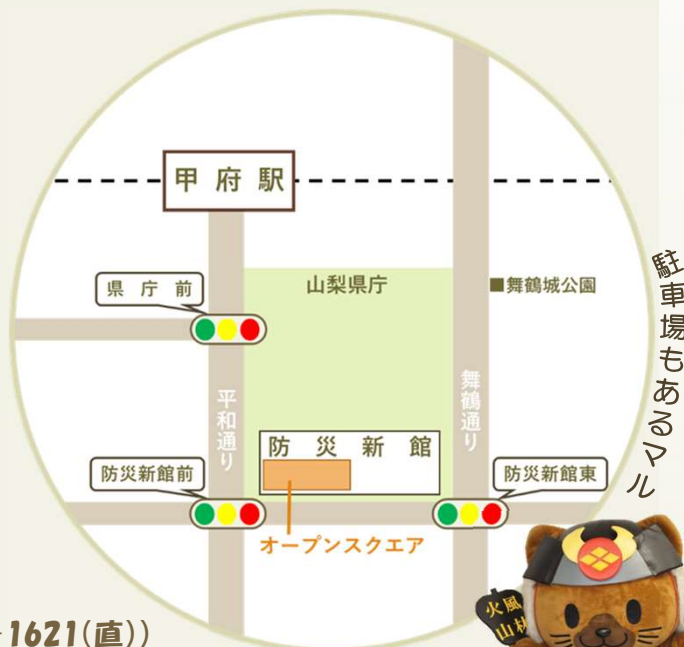 甲府駅
県庁前
山梨県庁
■舞鶴城公園
駐車場もあるマル
平和通り
舞鶴通り
防災新館
防災新館前
防災新館東
オープンスクエア
風林火山
1621(直))